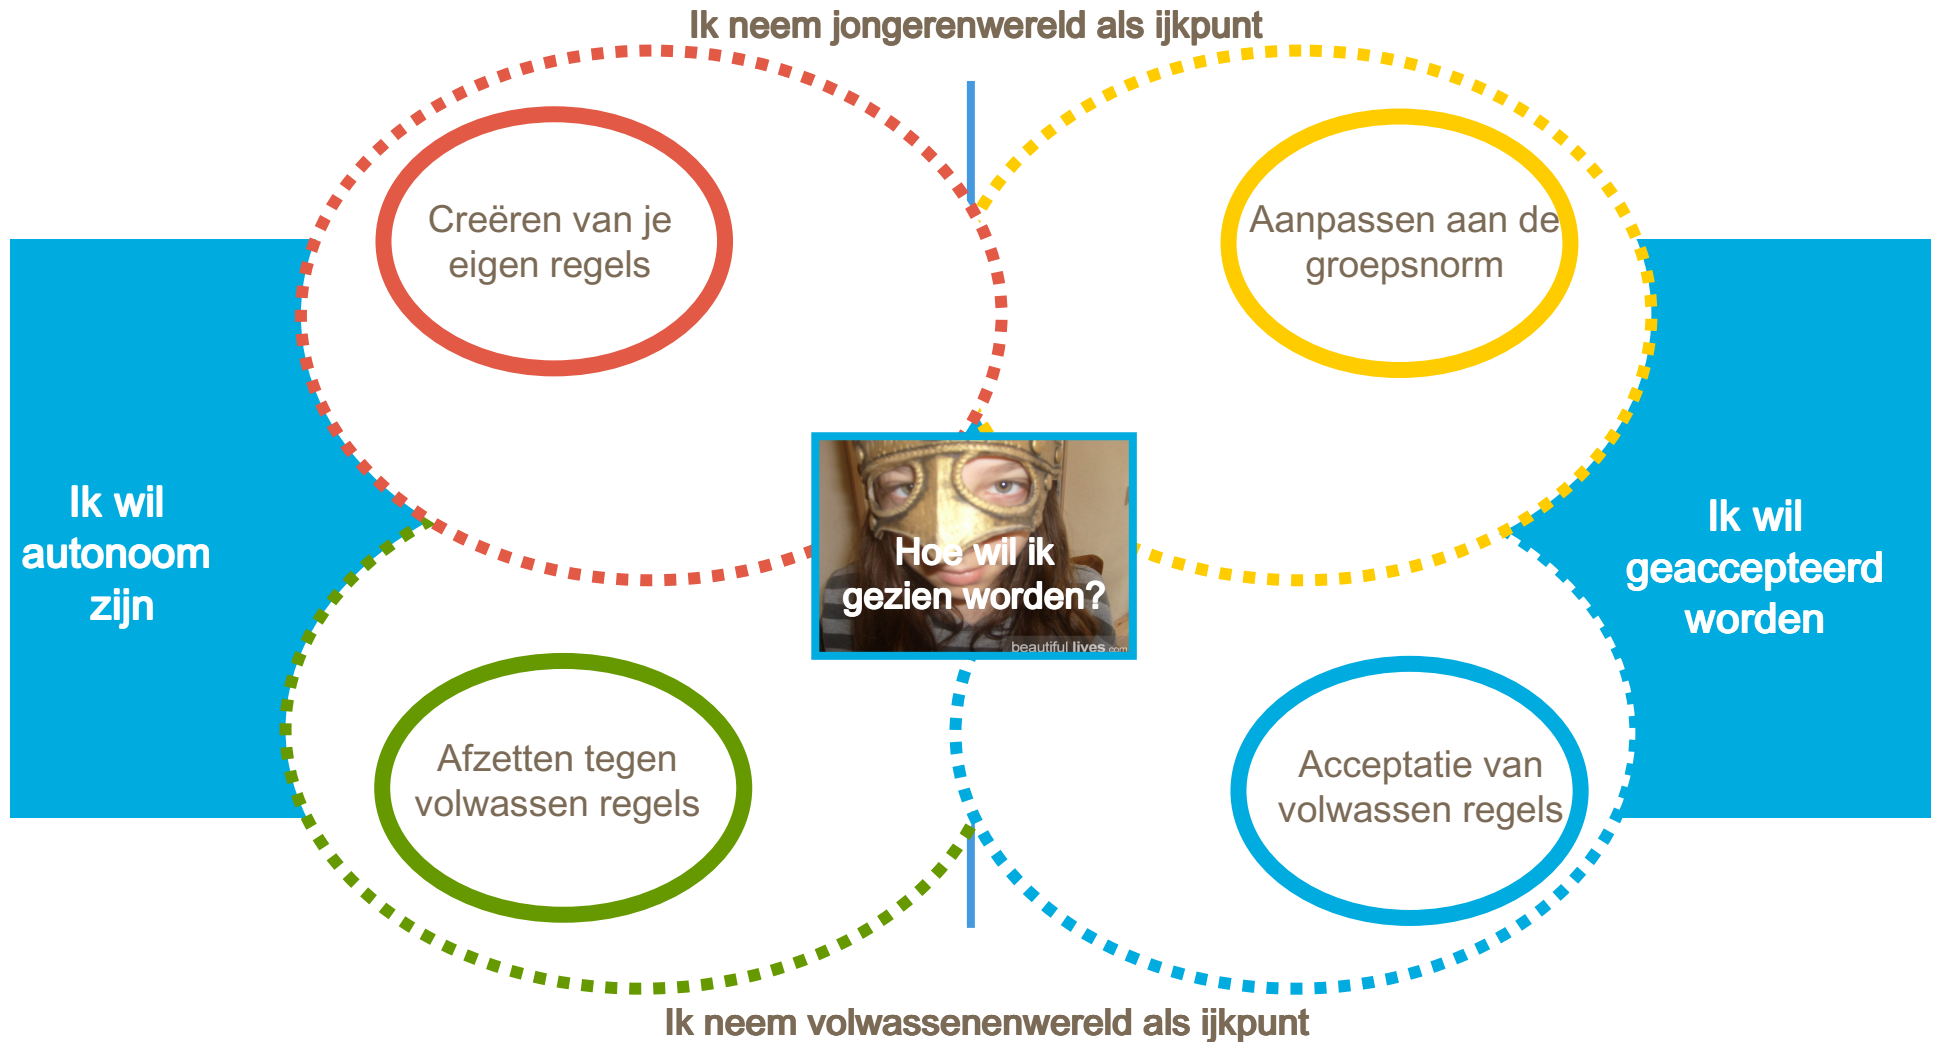 Ik neem jongerenwereld als ijkpunt
Creëren van je
eigen regels
Aanpassen aan de
groepsnorm
Ik wil
autonoom
zijn
Hoe wil ik
gezien worden?
beautiful lives.com
Ik wil
geaccepteerd
worden
Afzetten tegen
volwassen regels
Acceptatie van
volwassen regels
Ik neem volwassenenwereld als ijkpunt